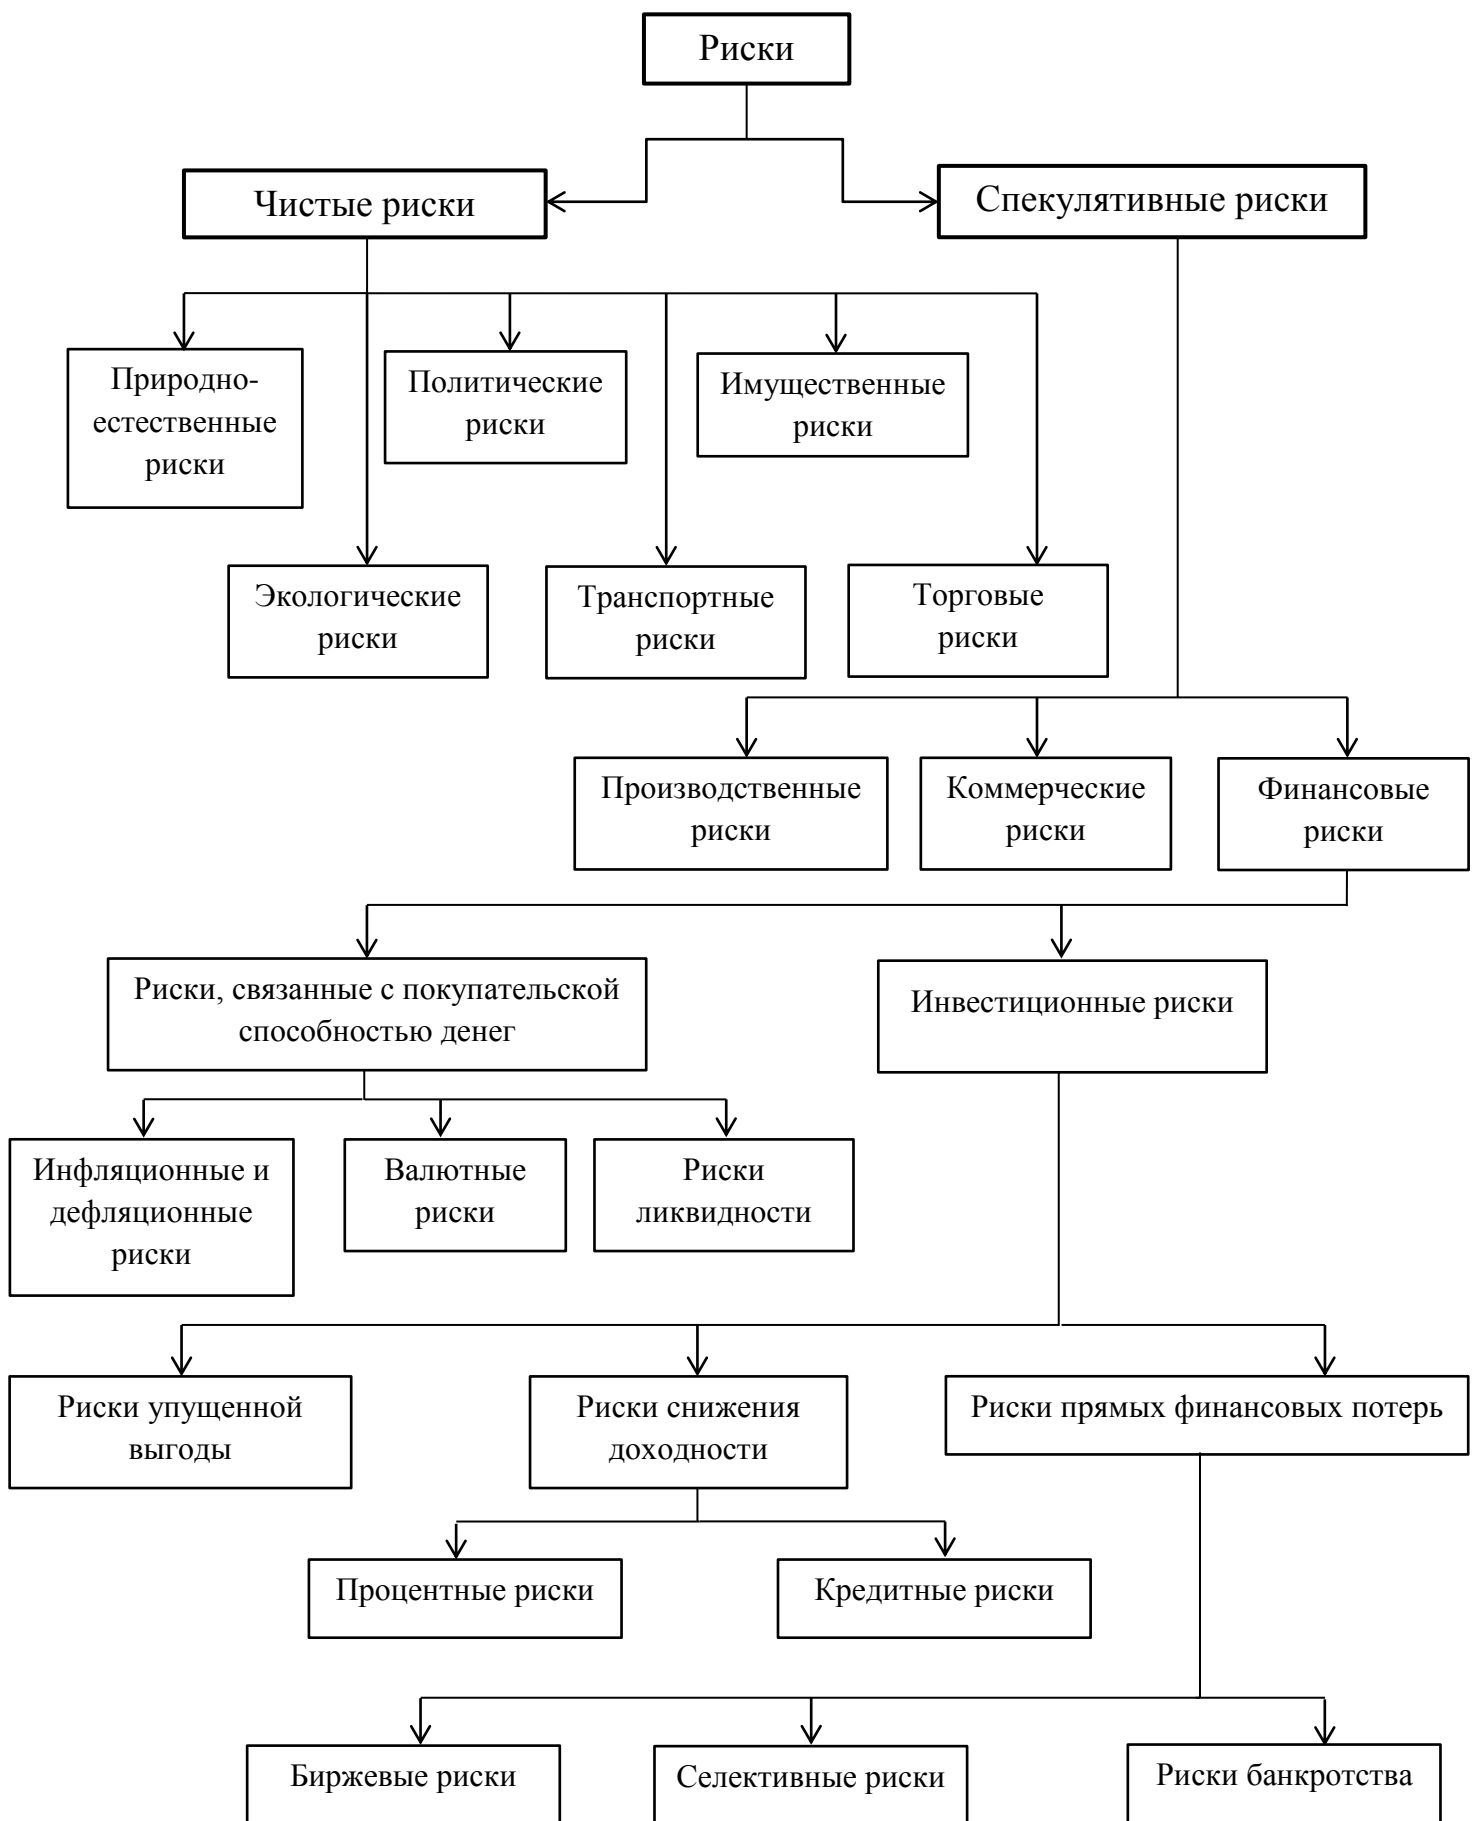 Риски
Чистые риски
Спекулятивные риски
Природно-
естественные
риски
Политические
риски
Имущественные
риски
Экологические
риски
Транспортные
риски
Торговые
риски
Производственные
риски
Коммерческие
риски
Финансовые
риски
Риски, связанные с покупательской
способностью денег
Инвестиционные риски
Инфляционные и
дефляционные
риски
Валютные
риски
Риски
ликвидности
Риски упущенной
выгоды
Риски снижения
доходности
Риски прямых финансовых потерь
Процентные риски
Кредитные риски
Биржевые риски
Селективные риски
Риски банкротства